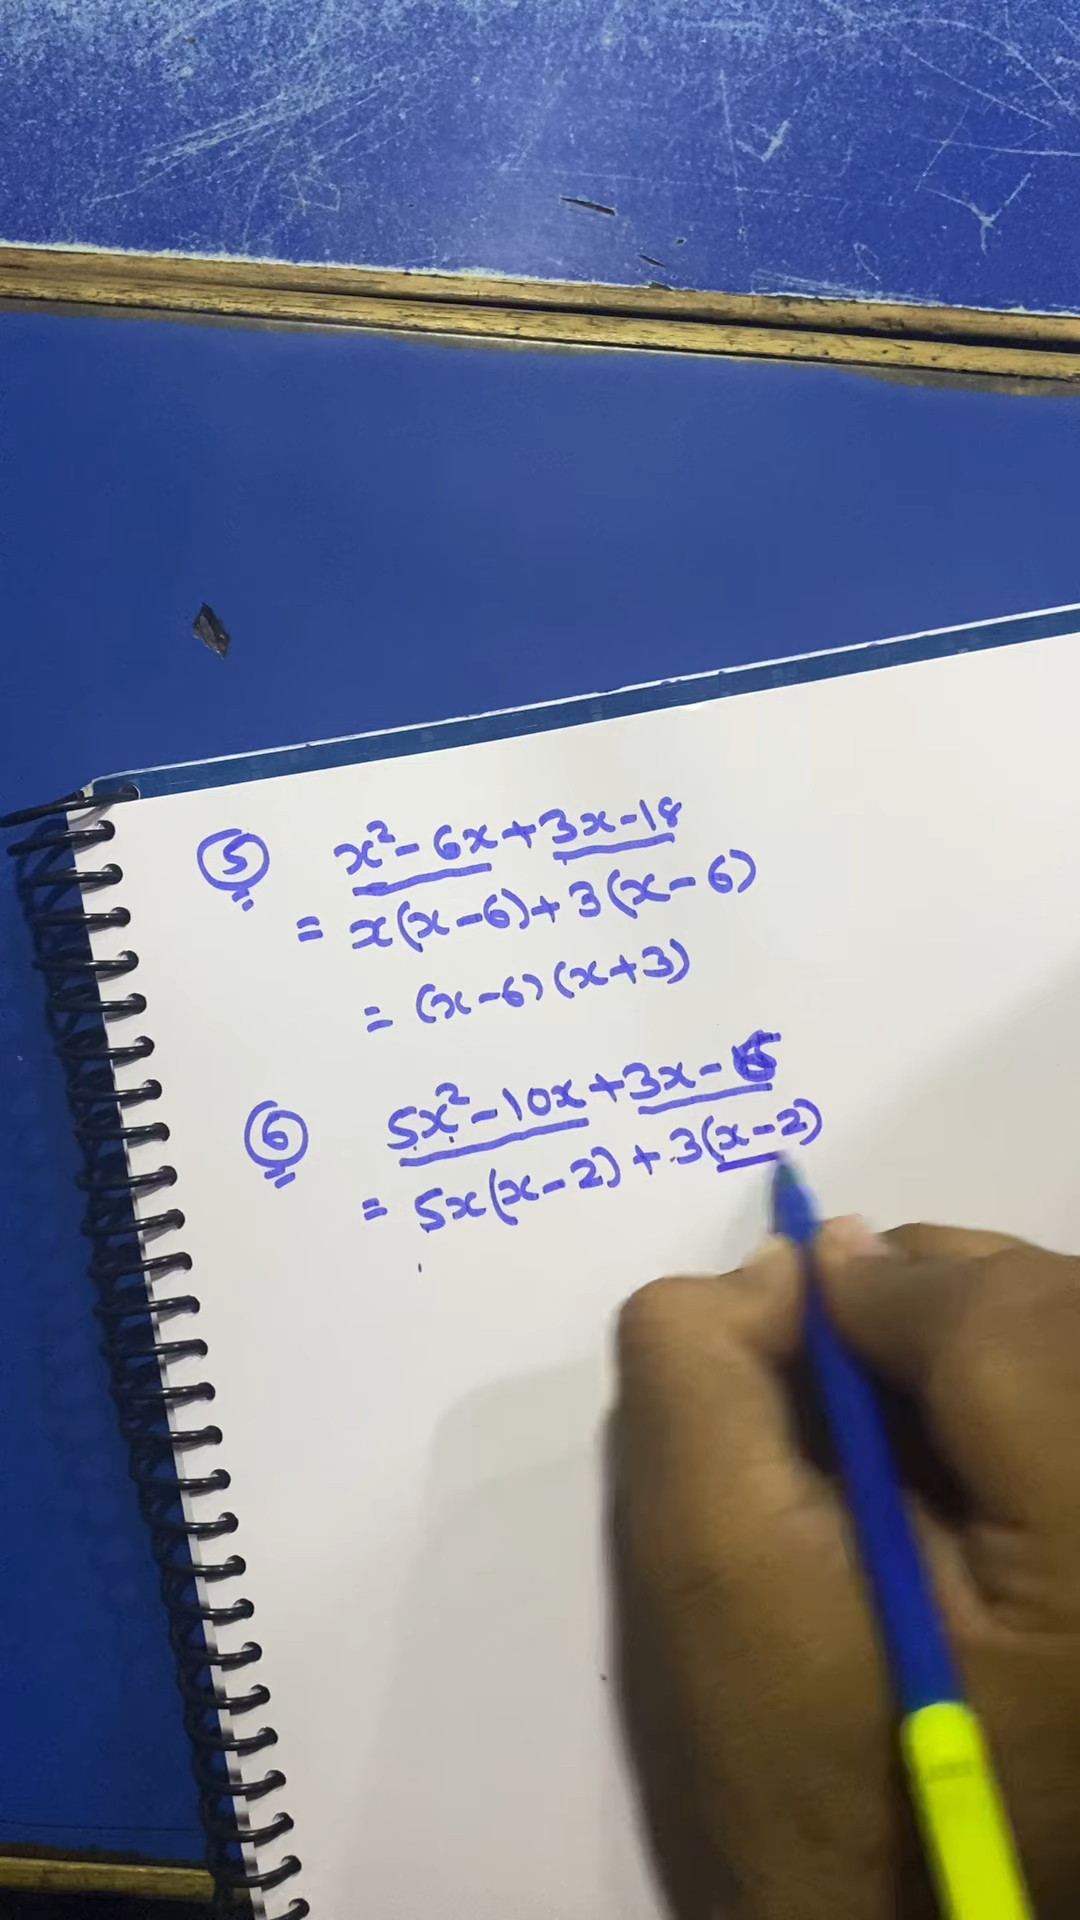 ⑤ x² - 6x + 3x - 18
= x(x - 6) + 3(x - 6)
= (x - 6) (x + 3)
⑥ 5x² - 10x + 3x - 6
= 5x(x - 2) + 3(x - 2)